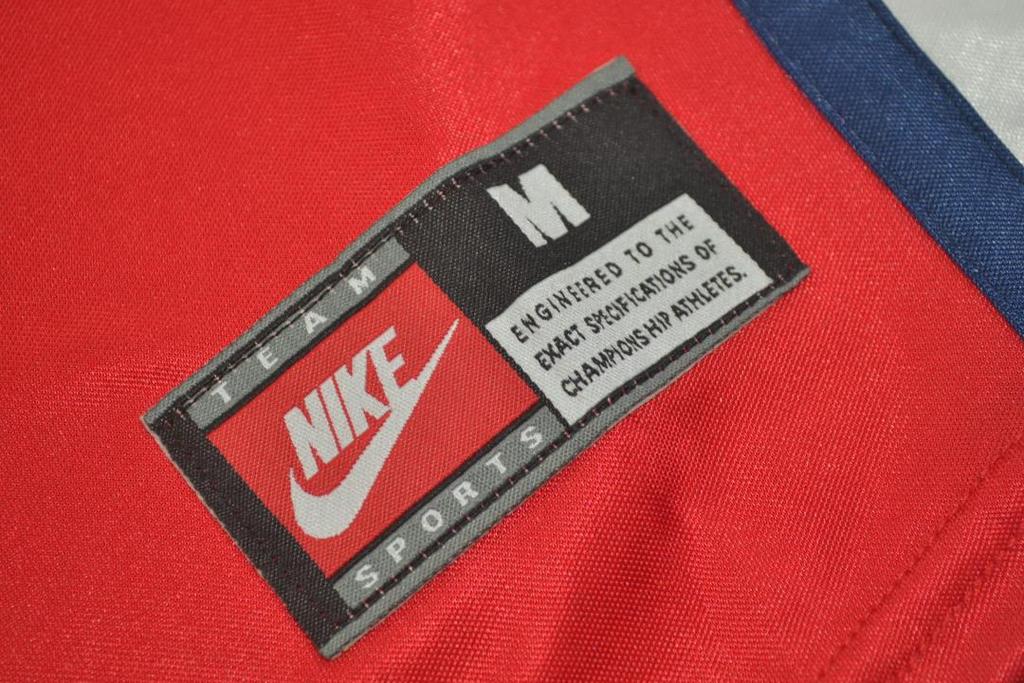 TEAM
NIKE
SPORTS
M
ENGINEERED TO THE
EXACT SPECIFICATIONS OF
CHAMPIONSHIP ATHLETES.